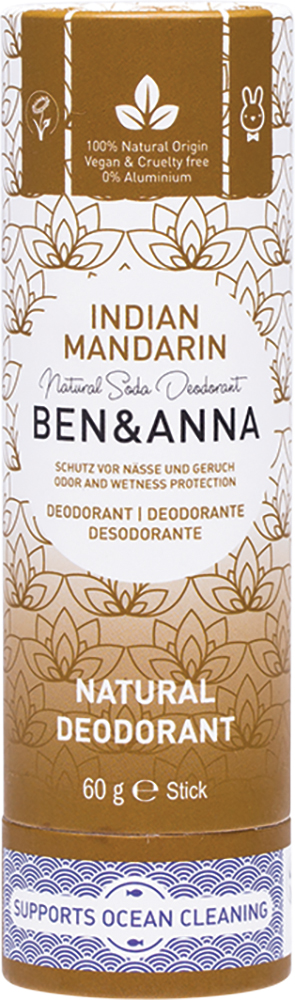 100% Natural Origin
Vegan & Cruelty free
0% Aluminium
INDIAN
MANDARIN
Natural Soda Deodorant
BEN&ANNA
SCHUTZ VOR NÄSSE UND GERUCH
ODOR AND WETNESS PROTECTION
DEODORANT | DEODORANTE
DESODORANTE
NATURAL
DEODORANT
60 g ℮ Stick
SUPPORTS OCEAN CLEANING